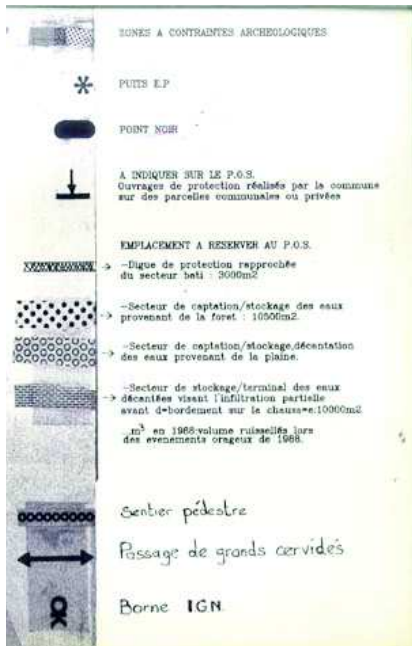 ZONES A CONTRAINTES ARCHEOLOGIQUES
PUITS E.P
POINT NOIR
A INDIQUER SUR LE P.O.S.
Ouvrages de protection réalisés par la commune
sur des parcelles communales ou privées
EMPLACEMENT A RESERVER AU P.O.S.
-Digue de protection rapprochée
du secteur bati : 3000m2
-Secteur de captation/stockage des eaux
provenant de la foret : 10500m2.
-Secteur de captation/stockage,décantation
des eaux provenant de la plaine.
-Secteur de stockage/terminal des eaux
décantées visant l'infiltration partielle
avant d=bordement sur la chauss=e:10000m2
...m³ en 1988:volume ruissellés lors
des evenements orageux de 1988.
Sentier pédestre
Passage de grands cervidés
CK
Borne IGN